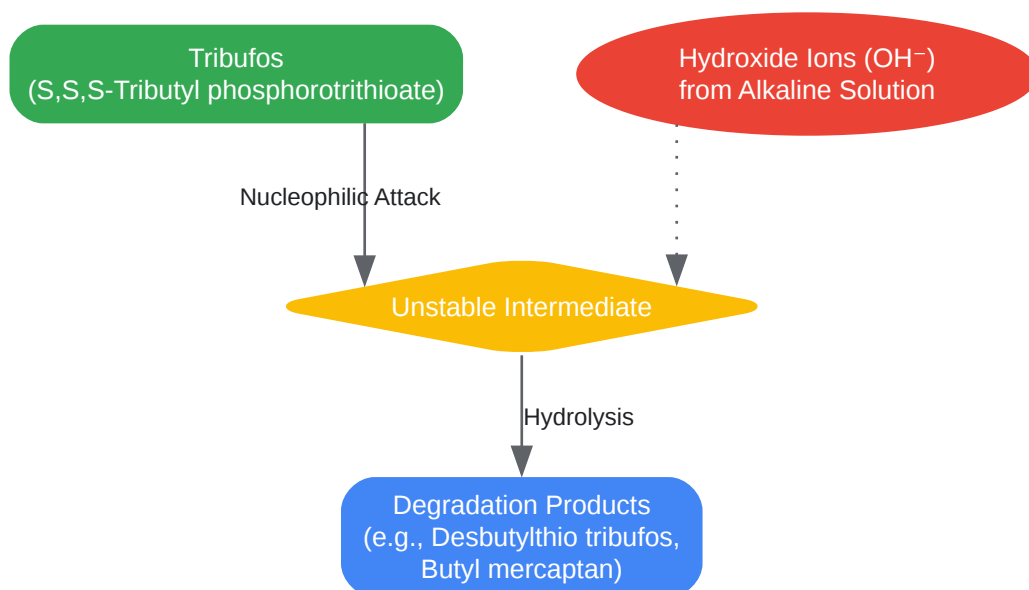 Tribufos
(S,S,S-Tributyl phosphorotrithioate)
Hydroxide Ions (OH⁻)
from Alkaline Solution
Nucleophilic Attack
Unstable Intermediate
Hydrolysis
Degradation Products
(e.g., Desbutylthio tribufos,
Butyl mercaptan)